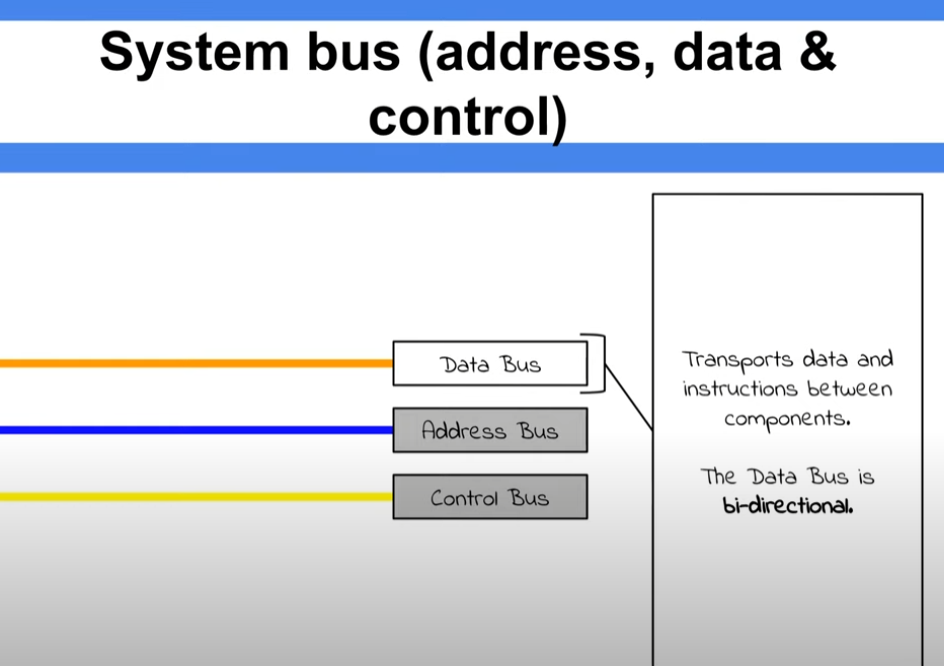 System bus (address, data &
control)
Data Bus
Address Bus
Control Bus
Transports data and
instructions between
components.
The Data Bus is
bi-directional.